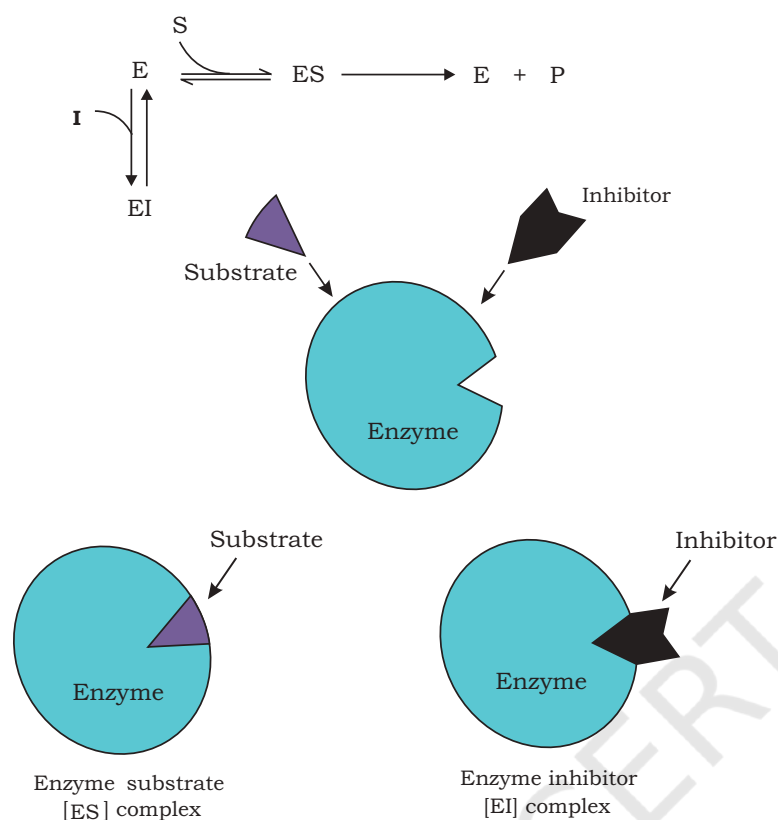 S
E ES E + P
I
EI
Inhibitor
Substrate
Enzyme
Substrate
Inhibitor
Enzyme
Enzyme
Enzyme substrate
[ES] complex
Enzyme inhibitor
[EI] complex